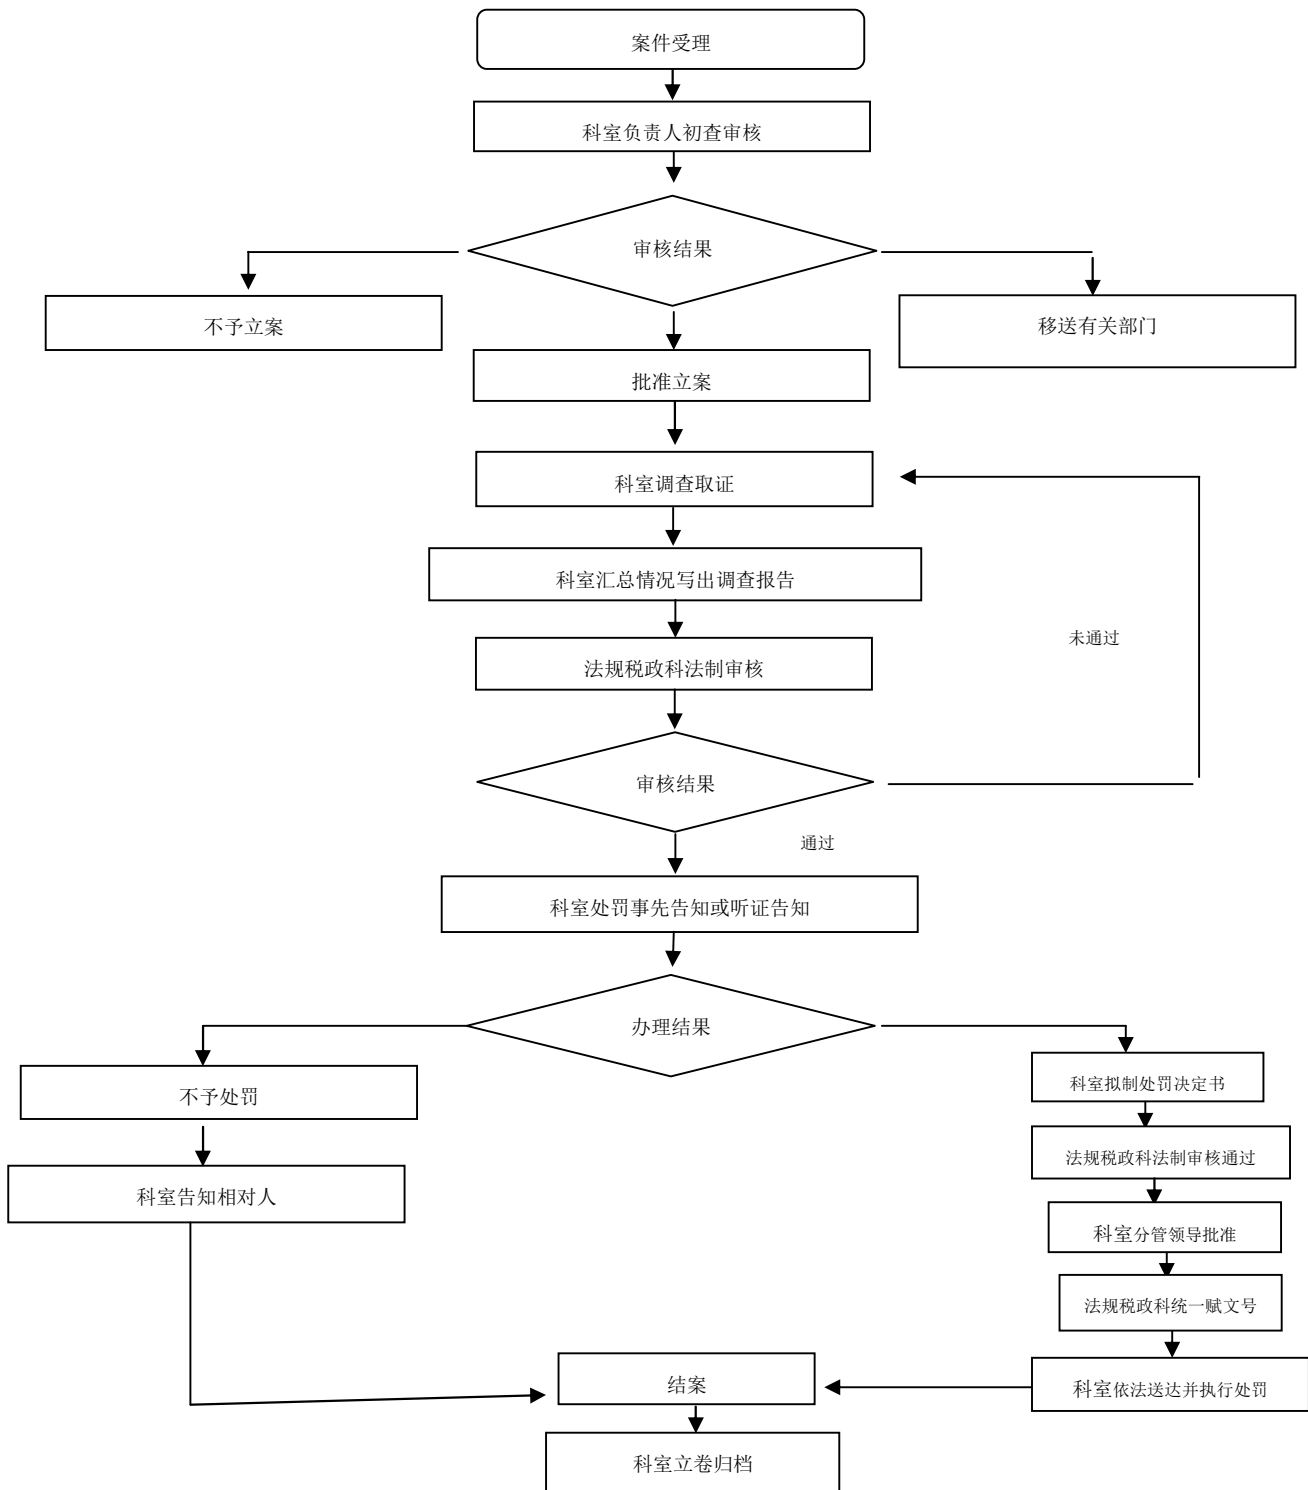 案件受理
科室负责人初查审核
审核结果
不予立案
移送有关部门
批准立案
科室调查取证
科室汇总情况写出调查报告
未通过
法规税政科法制审核
审核结果
通过
科室处罚事先告知或听证告知
办理结果
不予处罚
科室拟制处罚决定书
法规税政科法制审核通过
科室告知相对人
科室分管领导批准
法规税政科统一赋文号
结案
科室依法送达并执行处罚
科室立卷归档